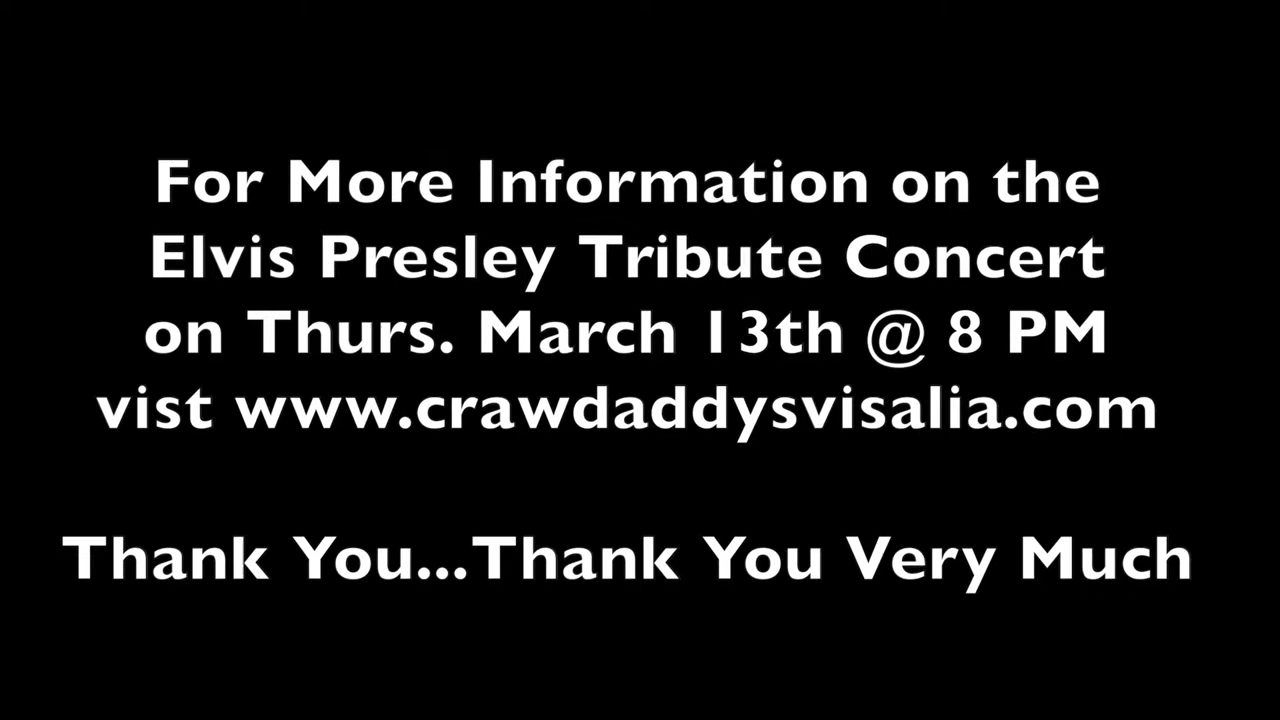 For More Information on the
Elvis Presley Tribute Concert
on Thurs. March 13th @ 8 PM
vist www.crawdaddysvisalia.com
Thank You...Thank You Very Much